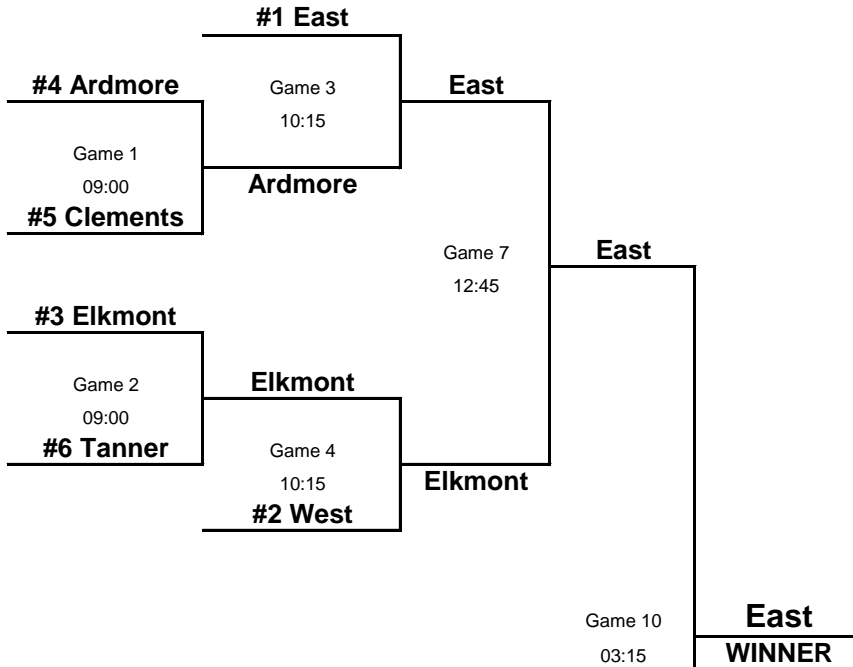 #1 East
#4 Ardmore
Game 3
East
10:15
Game 1
09:00
Ardmore
#5 Clements
Game 7
East
12:45
#3 Elkmont
Game 2
Elkmont
09:00
#6 Tanner
Game 4
10:15
Elkmont
#2 West
Game 10
East
03:15
WINNER